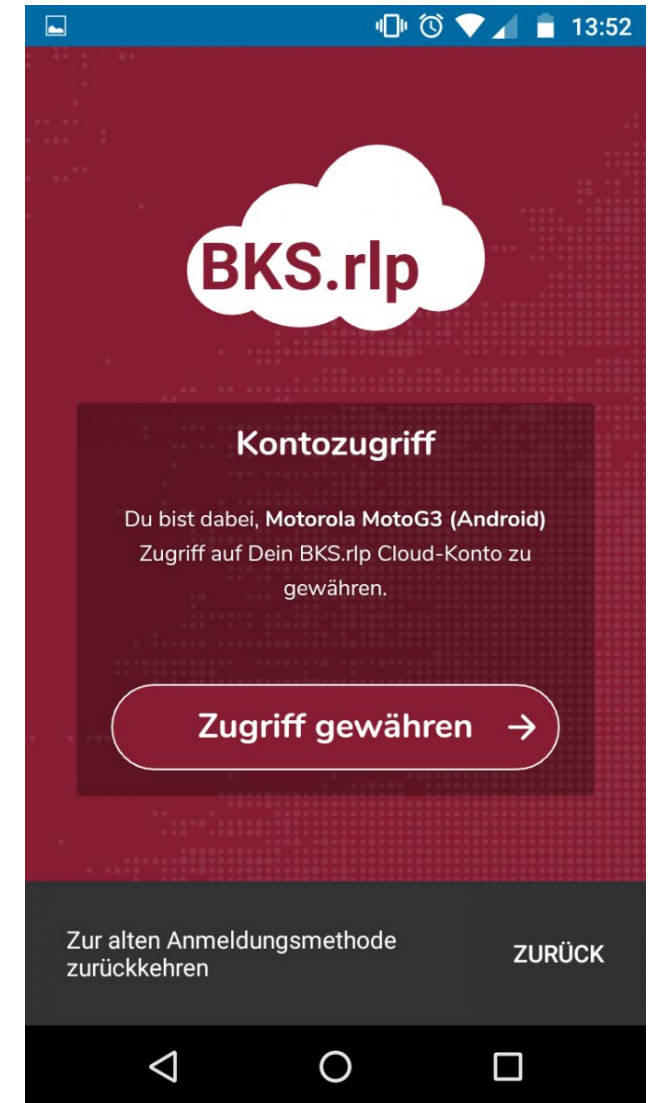 13:52
BKS.rlp
Kontozugriff
Du bist dabei, Motorola MotoG3 (Android)
Zugriff auf Dein BKS.rlp Cloud-Konto zu
gewähren.
Zugriff gewähren
Zur alten Anmeldungsmethode
zurückkehren
ZURÜCK